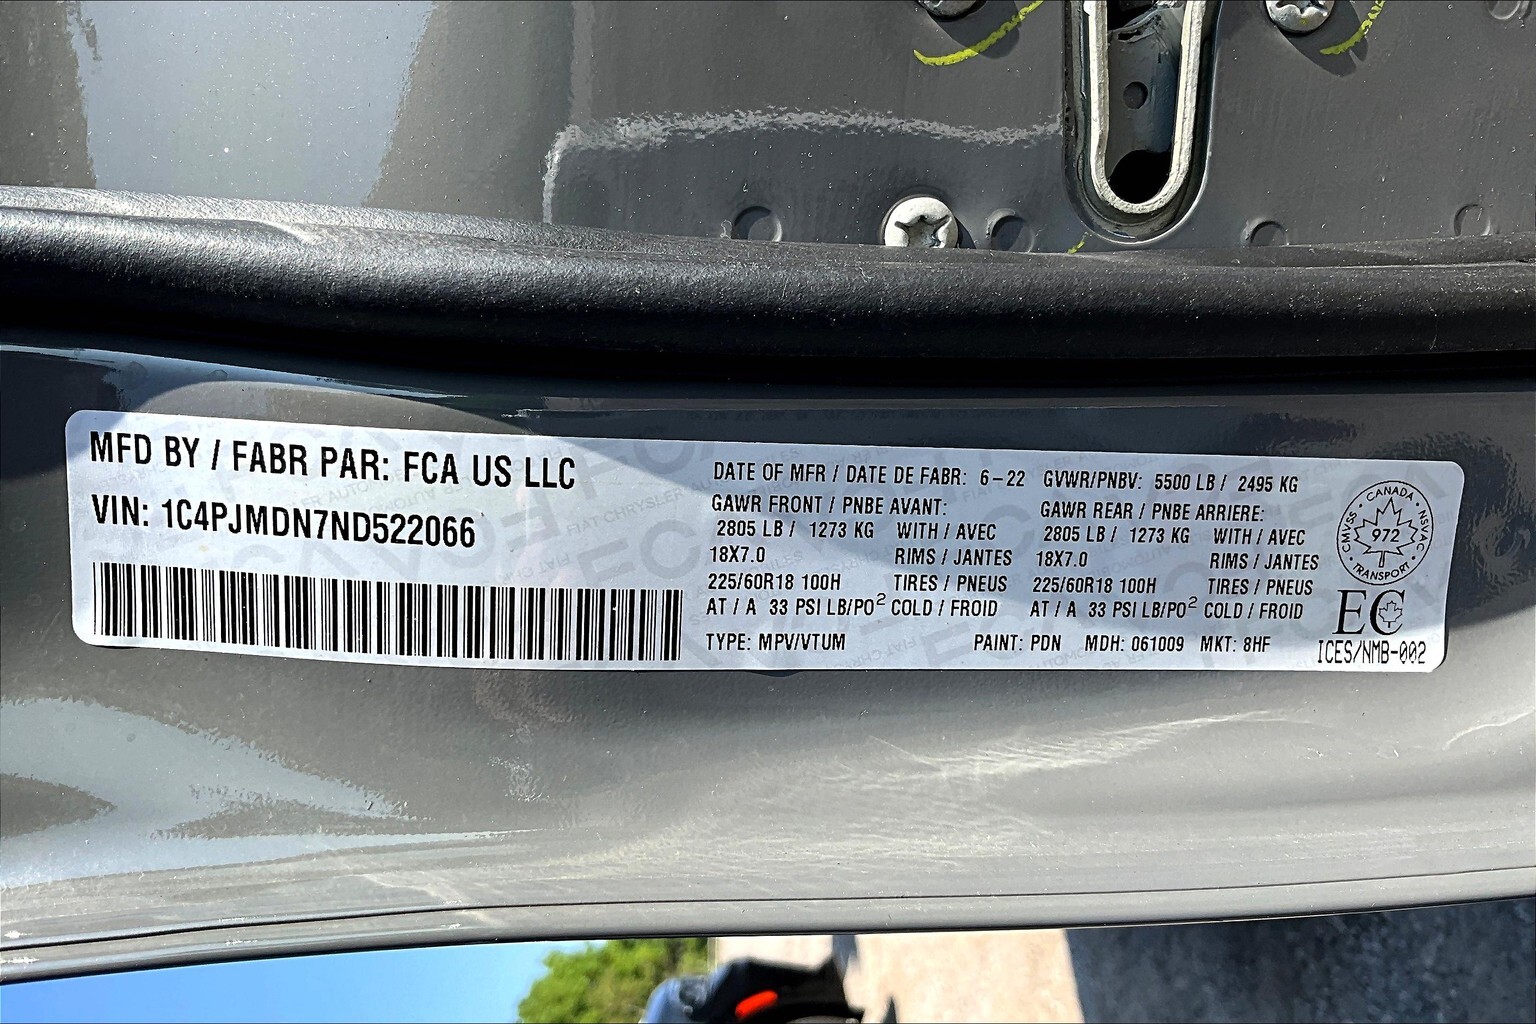 MFD BY / FABR PAR: FCA US LLC
VIN: 1C4PJMDN7ND522066
DATE OF MFR / DATE DE FABR: 6-22 GVWR/PNBV: 5500 LB / 2495 KG
GAWR FRONT / PNBE AVANT: GAWR REAR / PNBE ARRIERE:
2805 LB / 1273 KG WITH / AVEC 2805 LB / 1273 KG WITH / AVEC
18X7.0 RIMS / JANTES 18X7.0 RIMS / JANTES
225/60R18 100H TIRES / PNEUS 225/60R18 100H TIRES / PNEUS
AT / A 33 PSI LB/PO² COLD / FROID AT / A 33 PSI LB/PO² COLD / FROID
TYPE: MPV/VTUM PAINT: PDN MDH: 061009 MKT: 8HF
CANADA
CMVSS 972 NSVAC
TRANSPORT
EC
ICES/NMB-002